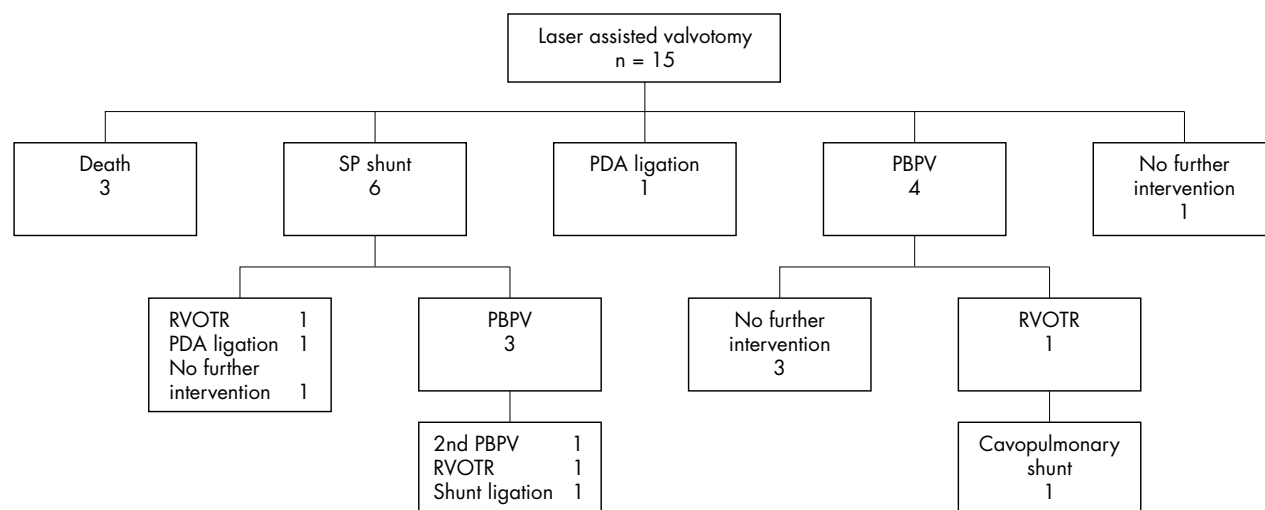 Laser assisted valvotomy
n = 15
Death
3
SP shunt
6
PDA ligation
1
PBPV
4
No further
intervention
1
RVOTR 1
PDA ligation 1
No further
intervention 1
PBPV
3
No further
intervention
3
RVOTR
1
2nd PBPV 1
RVOTR 1
Shunt ligation 1
Cavopulmonary
shunt
1